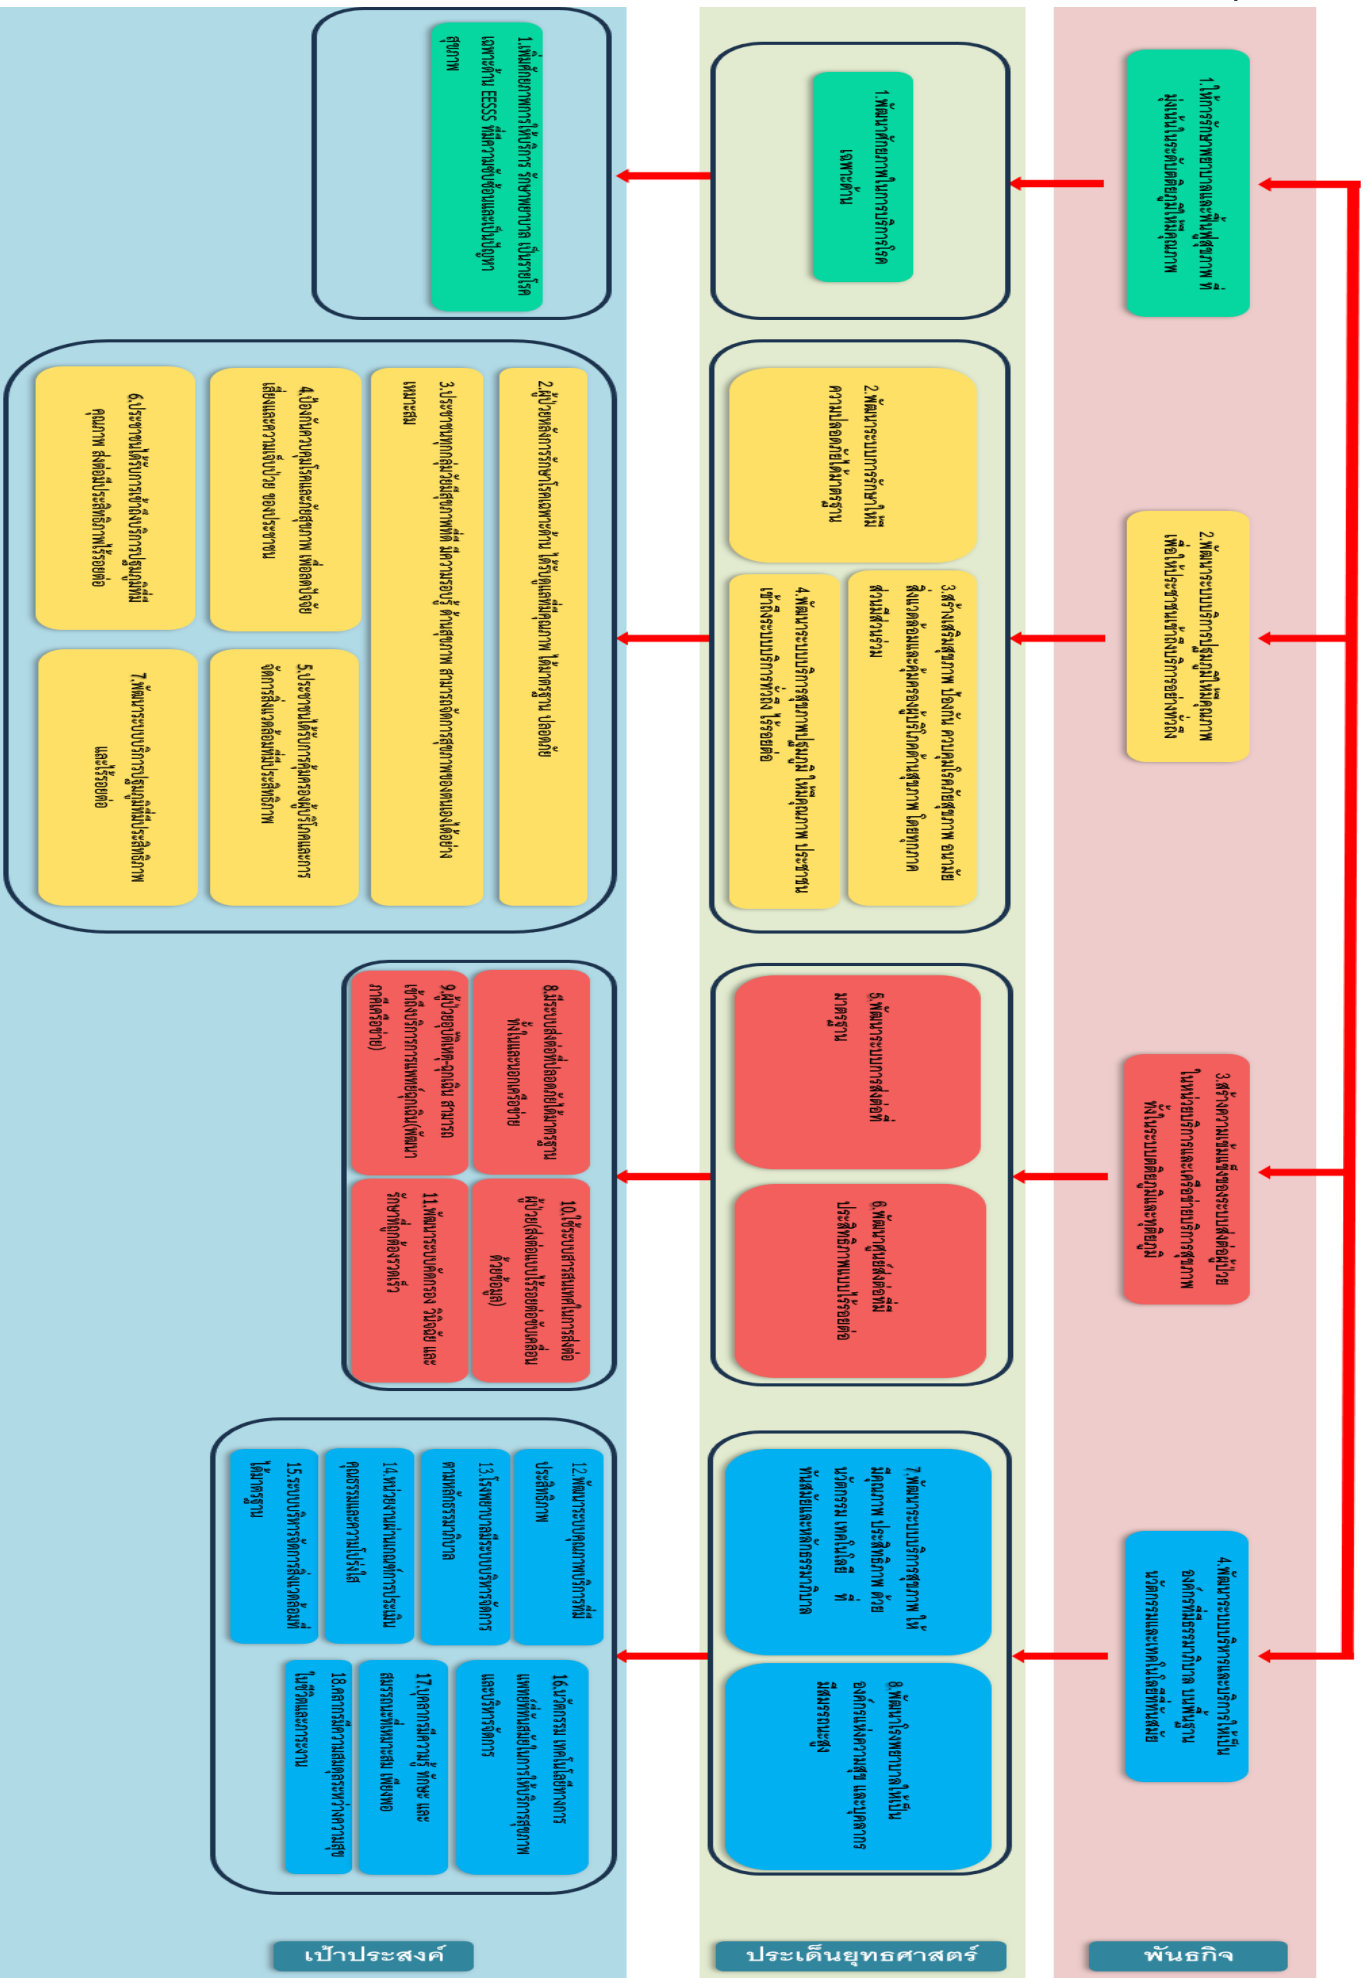 พันธกิจ
1.ให้การรักษาพยาบาลและฟื้นฟูสุขภาพ ที่
มุ่งเน้นในระดับตติยภูมิให้มีคุณภาพ
2.พัฒนาระบบบริการปฐมภูมิให้มีคุณภาพ
เพื่อให้ประชาชนเข้าถึงบริการอย่างทั่วถึง
3.สร้างความเข้มแข็งของระบบส่งต่อผู้ป่วย
ในหน่วยบริการและเครือข่ายบริการสุขภาพ
ทั้งในระบบตติยภูมิและทุติยภูมิ
4.พัฒนาระบบบริหารและบริการให้เป็น
องค์กรที่มีธรรมาภิบาล บนพื้นฐาน
นวัตกรรมและเทคโนโลยีที่ทันสมัย
ประเด็นยุทธศาสตร์
1.พัฒนาศักยภาพในการบริการโรค
เฉพาะด้าน
2.พัฒนาระบบการรักษาให้มี
ความปลอดภัยได้มาตรฐาน
3.สร้างเสริมสุขภาพ ป้องกัน ควบคุมโรคภัยสุขภาพ อนามัย
สิ่งแวดล้อมและคุ้มครองผู้บริโภคด้านสุขภาพ โดยทุกภาค
ส่วนมีส่วนร่วม
4.พัฒนาระบบบริการสุขภาพปฐมภูมิ ให้มีคุณภาพ ประชาชน
เข้าถึงระบบบริการทั่วถึง ไร้รอยต่อ
5.พัฒนาระบบการส่งต่อที่ได้
มาตรฐาน
6.พัฒนาศูนย์ส่งต่อที่มี
ประสิทธิภาพแบบไร้รอยต่อ
7.พัฒนาระบบบริการสุขภาพ ให้
มีคุณภาพ ประสิทธิภาพ ด้วย
นวัตกรรม เทคโนโลยี ที่
ทันสมัยและหลักธรรมาภิบาล
8.พัฒนาโรงพยาบาลให้เป็น
องค์กรแห่งความสุข และบุคลากร
มีสมรรถนะสูง
เป้าประสงค์
1.เพิ่มศักยภาพการให้บริการ รักษาพยาบาล เป็นรายโรค
เฉพาะด้าน EESSS ที่มีความซับซ้อนและเป็นปัญหา
สุขภาพ
2.ผู้ป่วยหลังการรักษาโรคเฉพาะด้าน ได้รับดูแลที่มีคุณภาพ ได้มาตรฐาน ปลอดภัย
3.ประชาชนทุกกลุ่มวัยมีสุขภาพที่ดี มีความรอบรู้ ด้านสุขภาพ สามารถจัดการสุขภาพของตนเองได้อย่าง
เหมาะสม
4.ป้องกันควบคุมโรคและภัยสุขภาพ เพื่อลดปัจจัย
เสี่ยงและความเจ็บป่วย ของประชาชน
5.ประชาชนได้รับการคุ้มครองผู้บริโภคและการ
จัดการสิ่งแวดล้อมที่มีประสิทธิภาพ
6.ประชาชนได้รับการเข้าถึงบริการปฐมภูมิที่มี
คุณภาพ ส่งต่อมีประสิทธิภาพไร้รอยต่อ
7.พัฒนาระบบบริการปฐมภูมิที่มีประสิทธิภาพ
และไร้รอยต่อ
8.มีระบบส่งต่อที่ปลอดภัยได้มาตรฐาน
ทั้งในและนอกเครือข่าย
9.ผู้ป่วยอุบัติเหตุ-ฉุกเฉิน สามารถ
เข้าถึงบริการการแพทย์ฉุกเฉิน(พัฒนา
ภาคีเครือข่าย)
10.ใช้ระบบสารสนเทศในการส่งต่อ
ผู้ป่วย(ส่งต่อแบบไร้รอยต่อขับเคลื่อน
ด้วยข้อมูล)
11.พัฒนาระบบคัดกรอง วินิจฉัย และ
รักษาที่ถูกต้องรวดเร็ว
12.พัฒนาระบบคุณภาพบริการที่มี
ประสิทธิภาพ
13.โรงพยาบาลมีระบบบริหารจัดการ
ตามหลักธรรมาภิบาล
14.หน่วยงานผ่านเกณฑ์การประเมิน
คุณธรรมและความโปร่งใส
15.ระบบบริหารจัดการสิ่งแวดล้อมที่
ได้มาตรฐาน
16.นวัตกรรม เทคโนโลยีทางการ
แพทย์ที่ทันสมัยในการให้บริการสุขภาพ
และบริหารจัดการ
17.บุคลากรมีความรู้ ทักษะ และ
สมรรถนะที่เหมาะสม เพียงพอ
18.คลากรมีความสมดุลระหว่างความสุข
ในชีวิตและภาระงาน